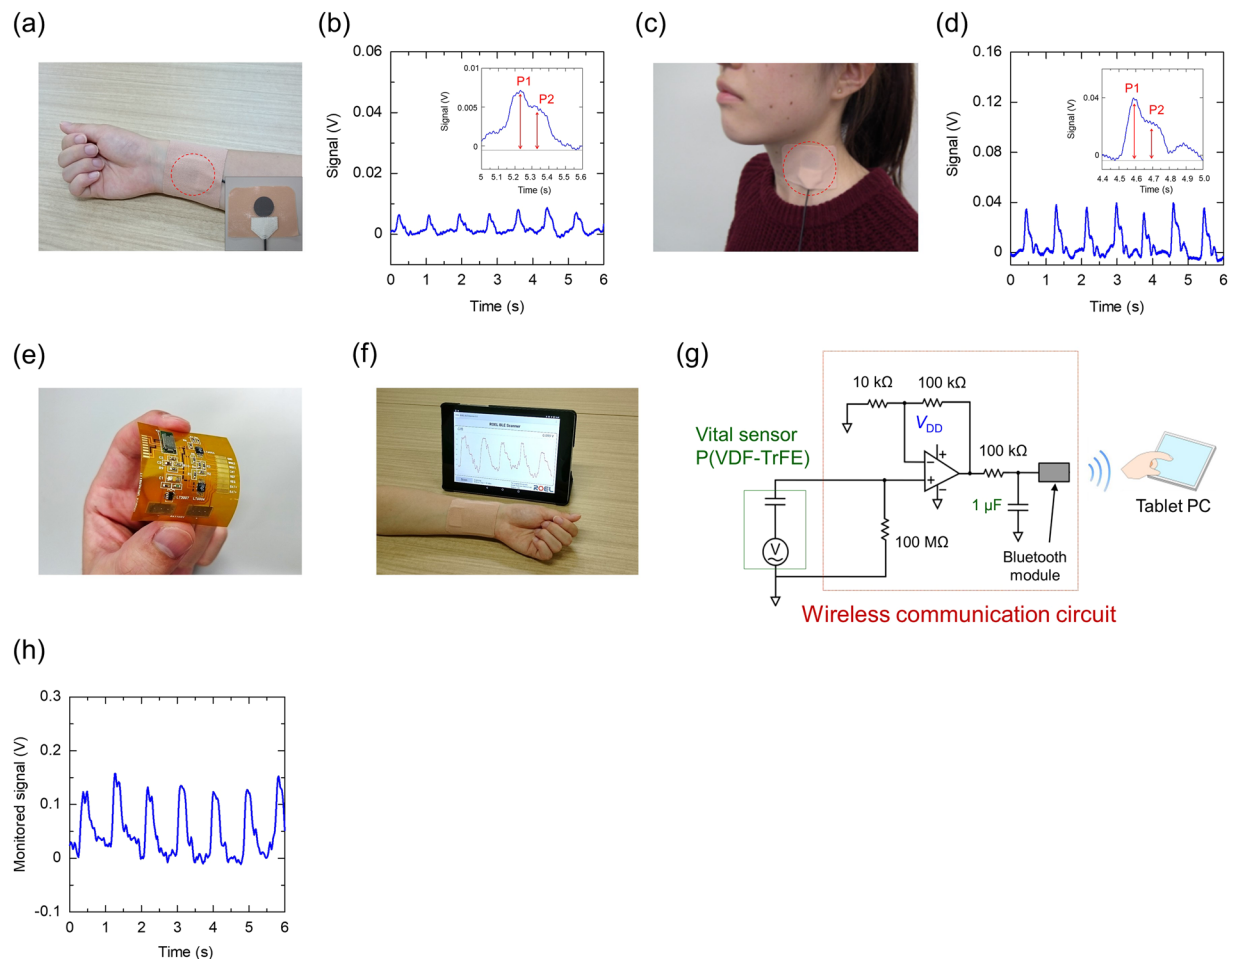 (a)
(b)
(c)
(d)
0.06
0.04
0.02
0
Signal (V)
0 1 2 3 4 5 6
Time (s)
0.01
0.005
0
Signal (V)
P1
P2
5 5.1 5.2 5.3 5.4 5.5 5.6
Time (s)
0.16
0.12
0.08
0.04
0
Signal (V)
0 1 2 3 4 5 6
Time (s)
0.04
0
Signal (V)
P1
P2
4.4 4.5 4.6 4.7 4.8 4.9 5.0
Time (s)
(e)
(f)
(g)
ROEL BLE Scanner
ROEL
Vital sensor
P(VDF-TrFE)
10 kΩ
100 kΩ
VDD
+
−
+
−
100 kΩ
1 µF
100 MΩ
V
Bluetooth
module
Tablet PC
Wireless communication circuit
(h)
0.3
0.2
0.1
0
-0.1
Monitored signal (V)
0 1 2 3 4 5 6
Time (s)